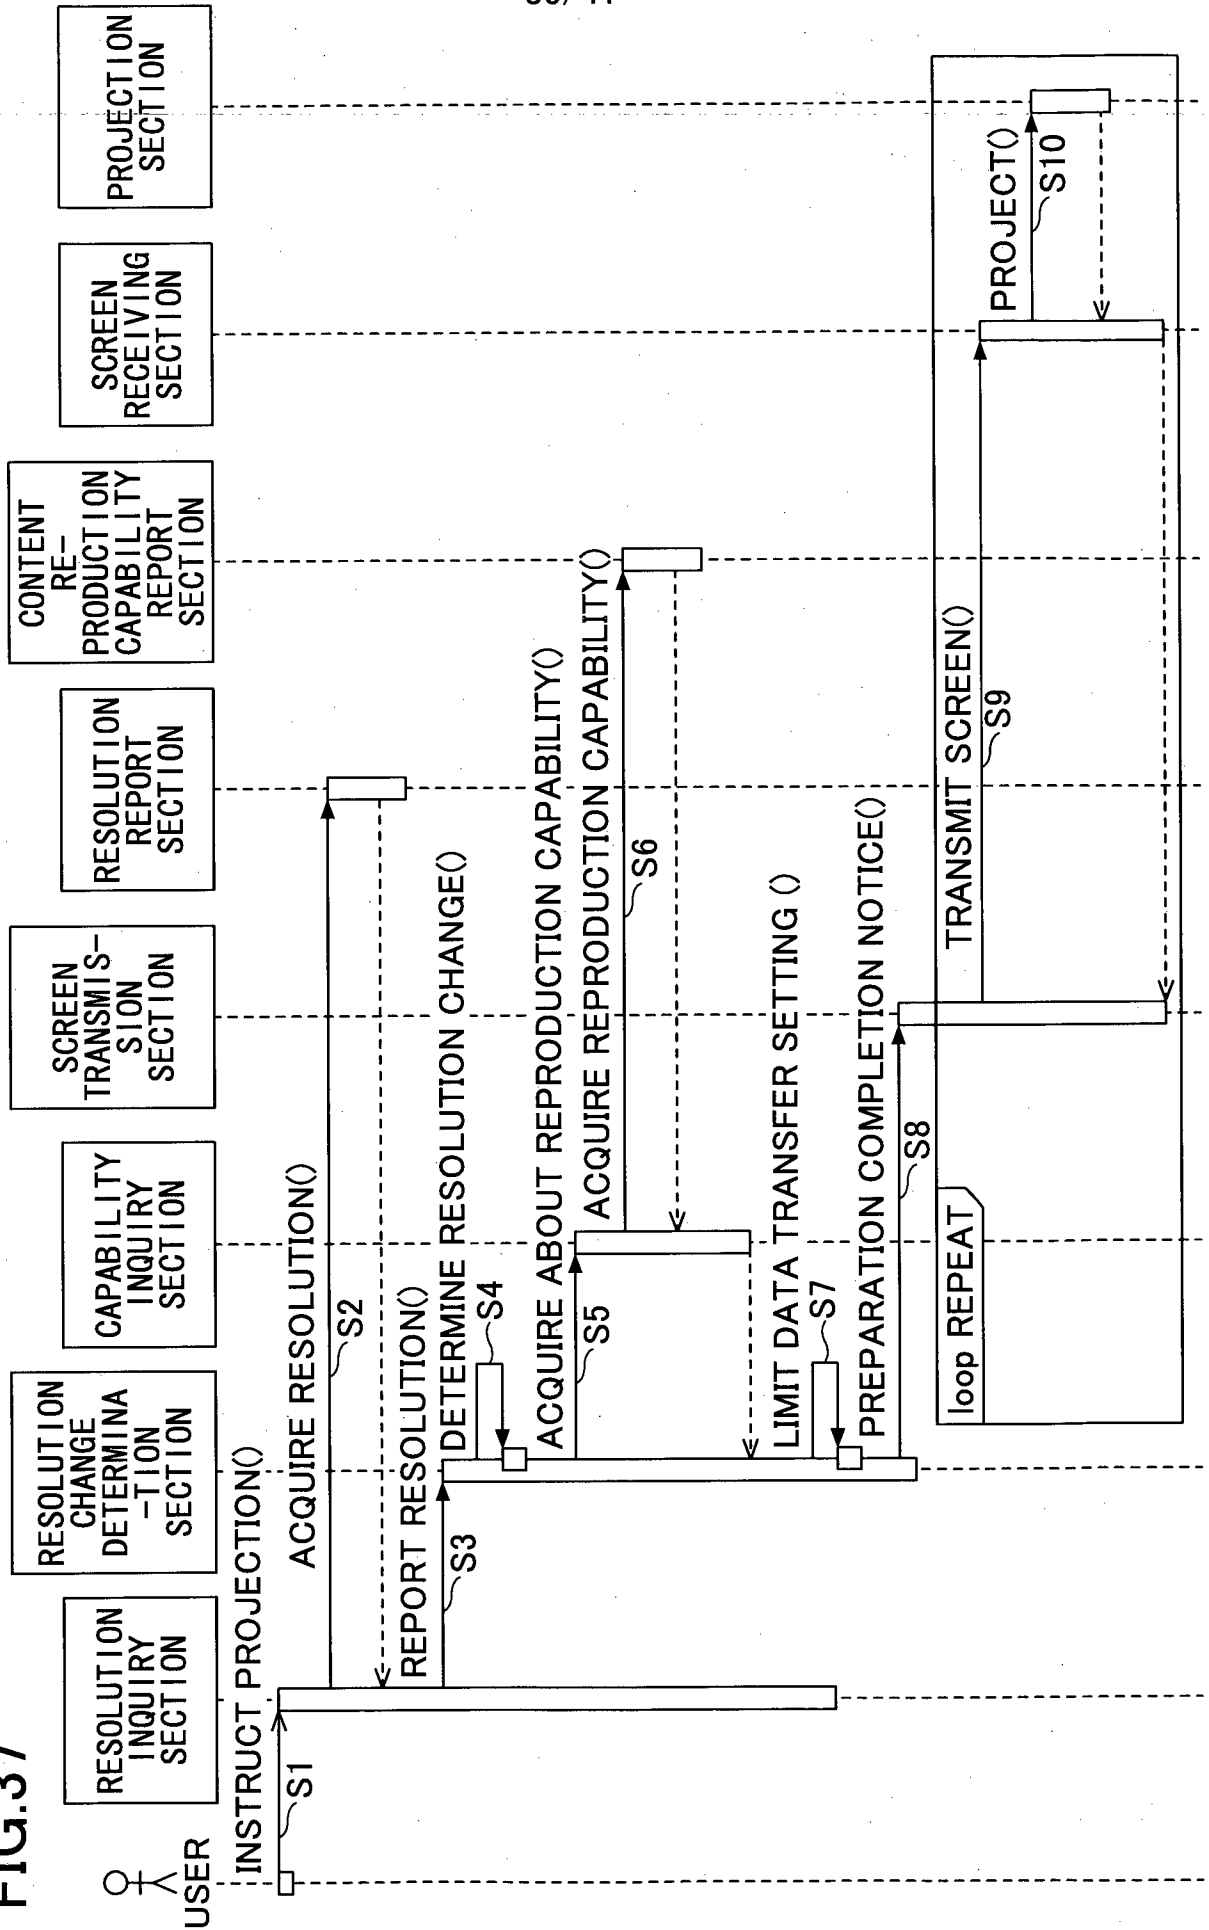 FIG.37
USER
RESOLUTION
INQUIRY
SECTION
RESOLUTION
CHANGE
DETERMINA
-TION
SECTION
CAPABILITY
INQUIRY
SECTION
SCREEN
TRANSMIS-
SION
SECTION
RESOLUTION
REPORT
SECTION
CONTENT
RE-
PRODUCTION
CAPABILITY
REPORT
SECTION
SCREEN
RECEIVING
SECTION
PROJECTION
SECTION
INSTRUCT PROJECTION()
S1
ACQUIRE RESOLUTION()
S2
REPORT RESOLUTION()
S3
DETERMINE RESOLUTION CHANGE()
S4
ACQUIRE ABOUT REPRODUCTION CAPABILITY()
S5
ACQUIRE REPRODUCTION CAPABILITY()
S6
LIMIT DATA TRANSFER SETTING ()
S7
PREPARATION COMPLETION NOTICE()
S8
loop REPEAT
TRANSMIT SCREEN()
S9
PROJECT()
S10